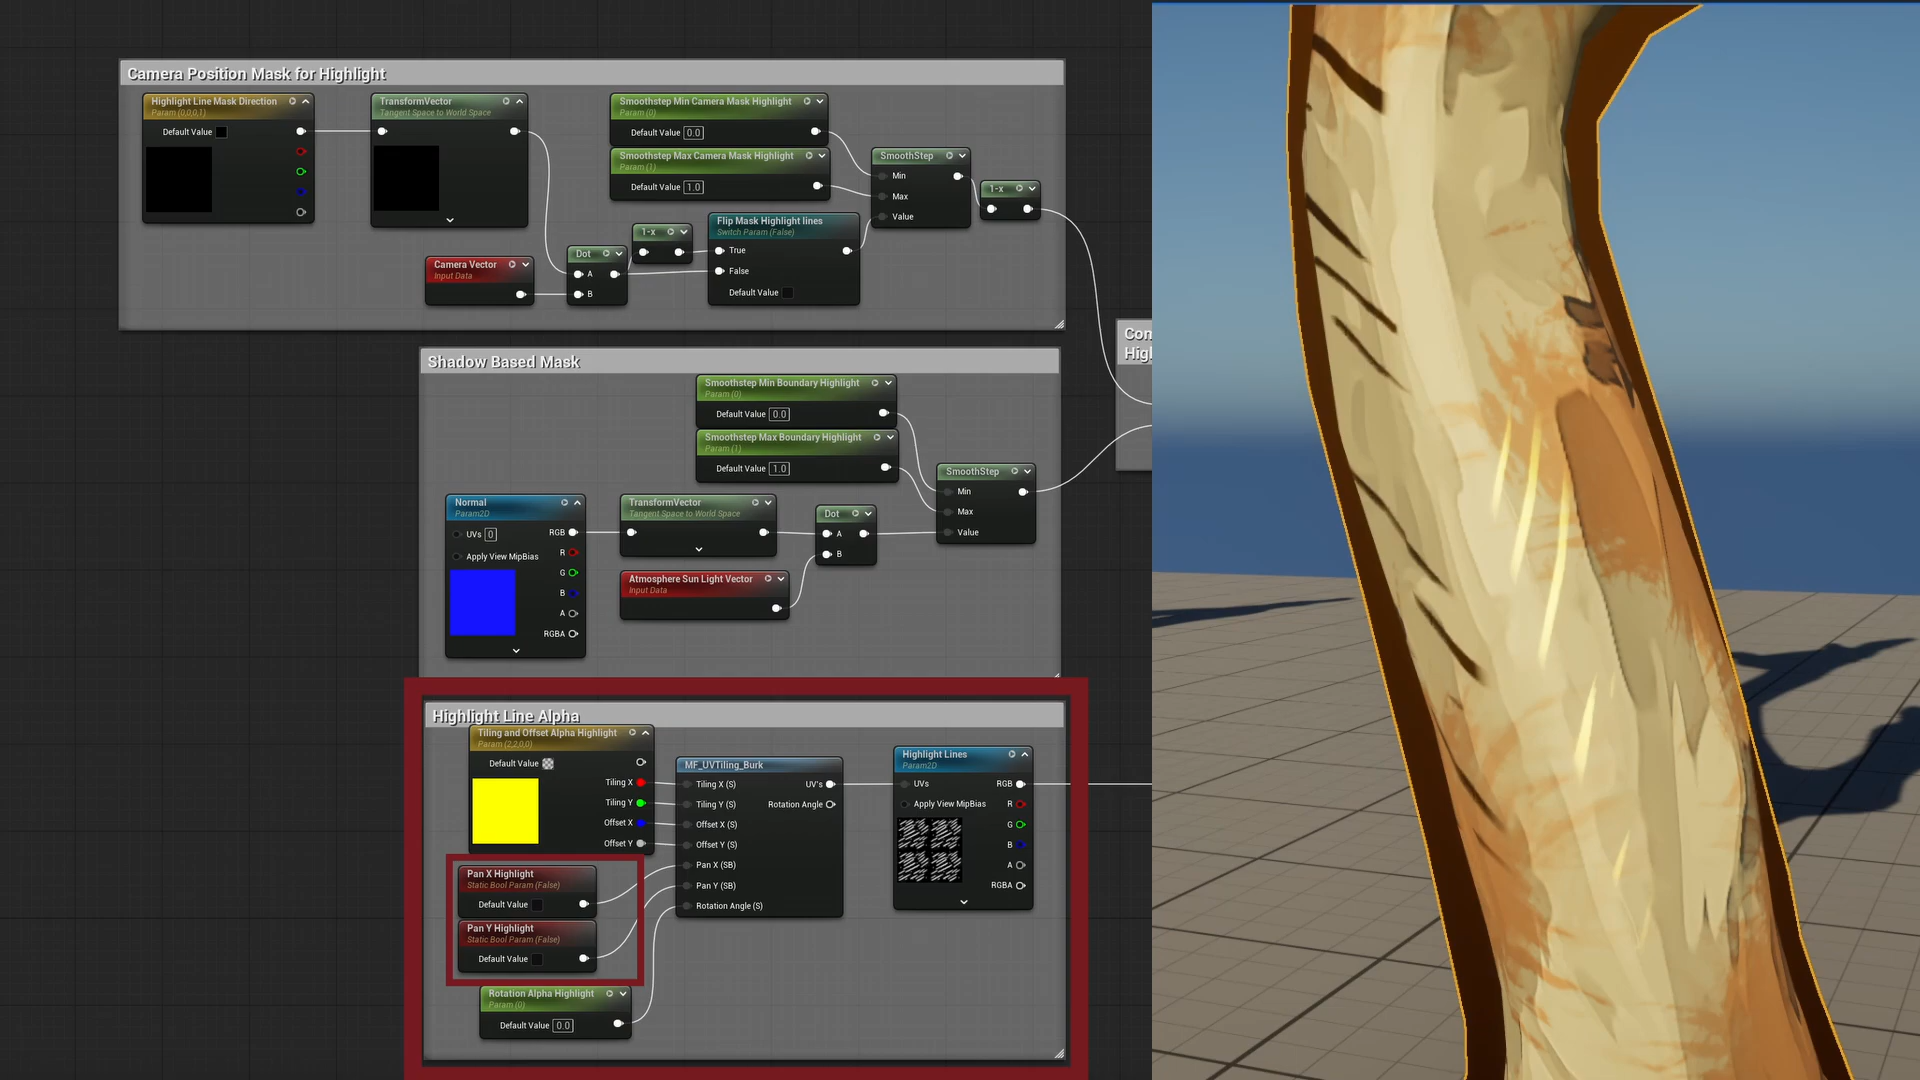 Camera Position Mask for Highlight
Highlight Line Mask Direction
Param (0,0,0,1)
Default Value
TransformVector
Tangent Space to World Space
Smoothstep Min Camera Mask Highlight
Param (0)
Default Value 0.0
Smoothstep Max Camera Mask Highlight
Param (1)
Default Value 1.0
SmoothStep
Min
Max
Value
1-x
Camera Vector
Input Data
Dot
A
B
1-x
Flip Mask Highlight lines
Switch Param (False)
True
False
Default Value
Shadow Based Mask
Smoothstep Min Boundary Highlight
Param (0)
Default Value 0.0
Smoothstep Max Boundary Highlight
Param (1)
Default Value 1.0
SmoothStep
Min
Max
Value
Normal
Param2D
UVs 0
Apply View MipBias
RGB
R
G
B
A
RGBA
TransformVector
Tangent Space to World Space
Dot
A
B
Atmosphere Sun Light Vector
Input Data
Con
Higl
Highlight Line Alpha
Tiling and Offset Alpha Highlight
Param (2,2,0,0)
Default Value
Tiling X
Tiling Y
Offset X
Offset Y
Pan X Highlight
Static Bool Param (False)
Default Value
Pan Y Highlight
Static Bool Param (False)
Default Value
Rotation Alpha Highlight
Param (0)
Default Value 0.0
MF_UVTiling_Burk
Tiling X (S)
Tiling Y (S)
Offset X (S)
Offset Y (S)
Pan X (SB)
Pan Y (SB)
Rotation Angle (S)
UV's
Rotation Angle
Highlight Lines
Param2D
UVs
Apply View MipBias
RGB
R
G
B
A
RGBA